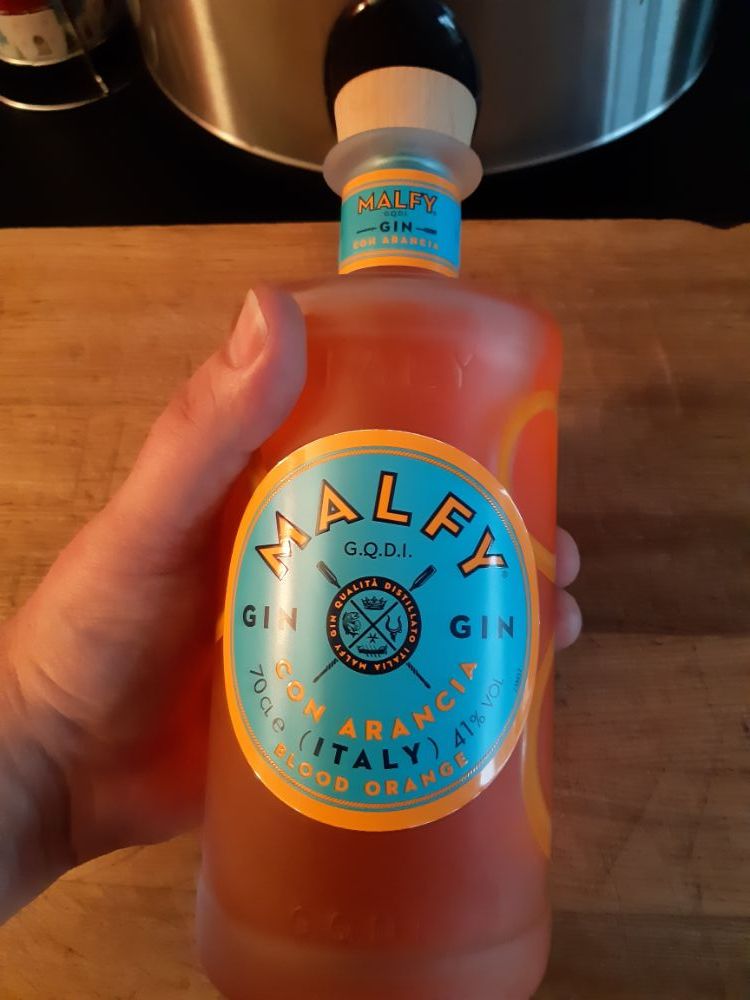 MALFY
G.Q.D.I.
GIN
CON ARANCIA
MALFY
MALFY
G.Q.D.I.
GIN QUALITÀ DISTILLATO ITALIA MALFY
GIN GIN
CON ARANCIA
70CL e (ITALY) 41% VOL
BLOOD ORANGE
G.Q.D.I.